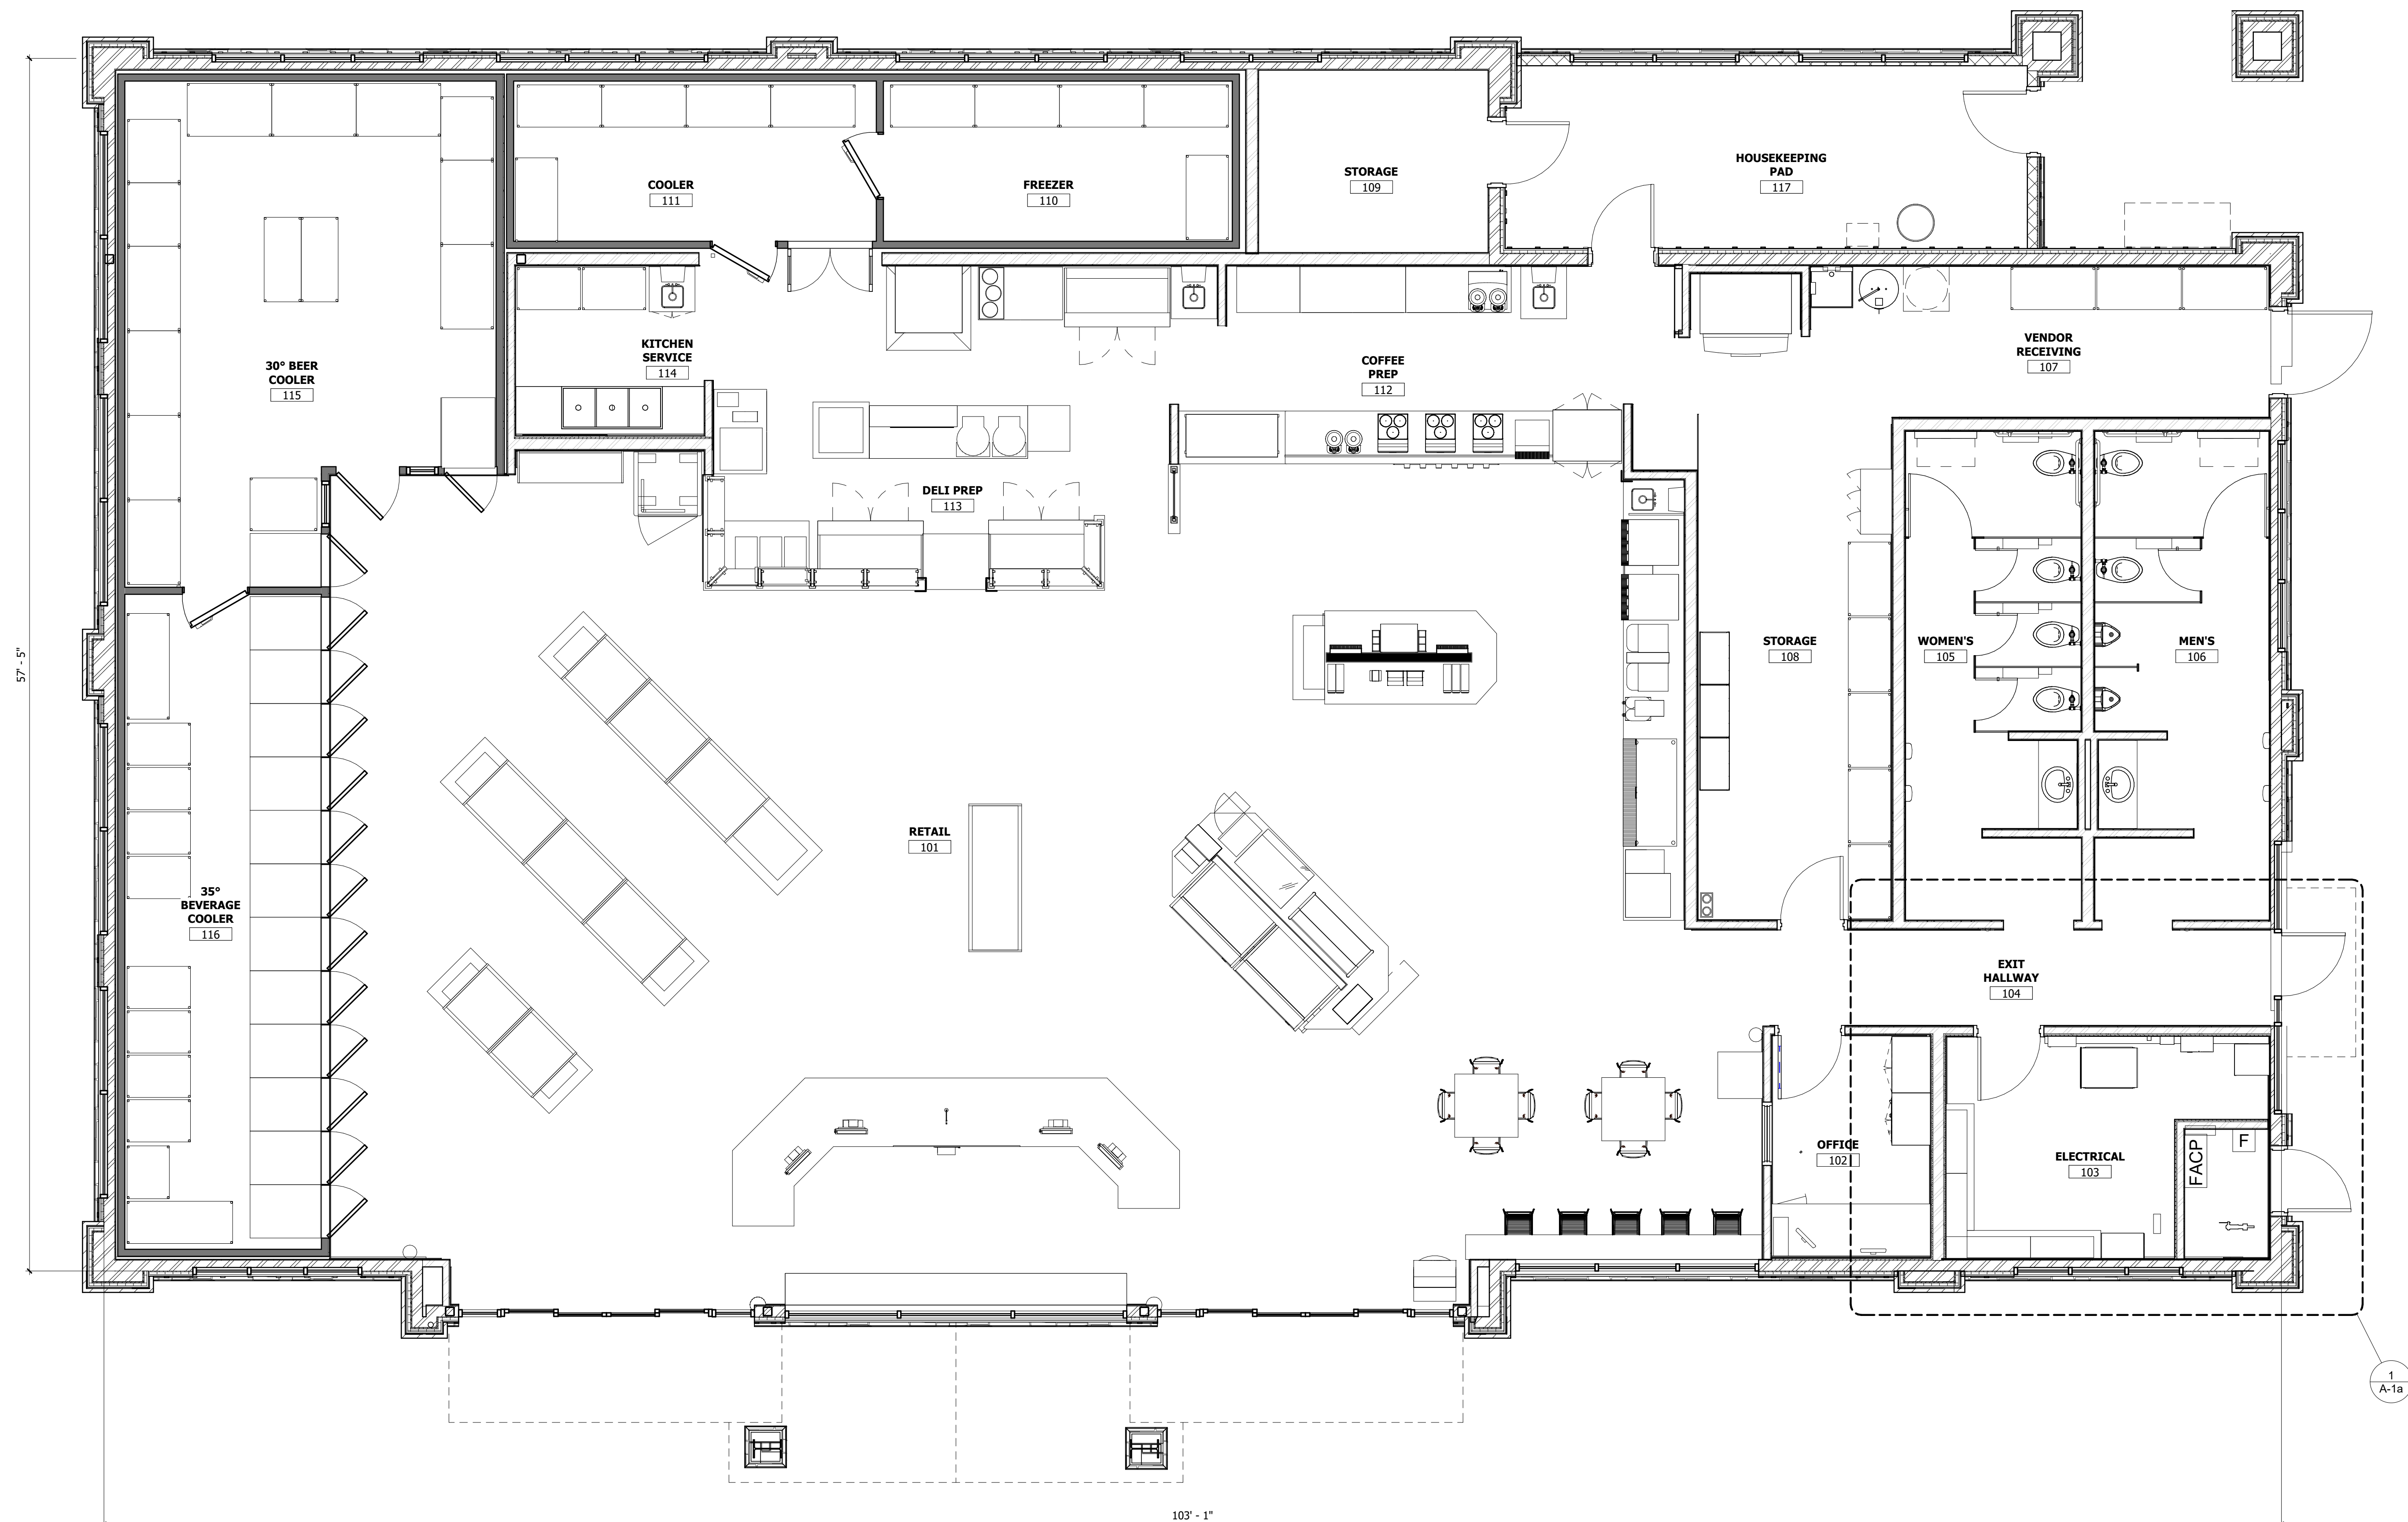 HOUSEKEEPING
PAD
117
STORAGE
109
COOLER
111
FREEZER
110
KITCHEN
SERVICE
114
COFFEE
PREP
112
VENDOR
RECEIVING
107
30° BEER
COOLER
115
DELI PREP
113
57' - 5"
STORAGE
108
WOMEN'S
105
MEN'S
106
RETAIL
101
35°
BEVERAGE
COOLER
116
EXIT
HALLWAY
104
OFFICE
102
ELECTRICAL
103
FACP
F
1
A-1a
103' - 1"